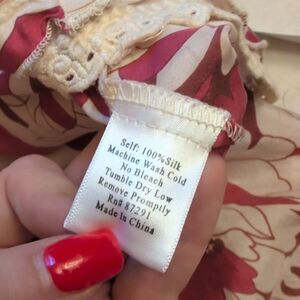 Self: 100%Silk
Machine Wash Cold
No Bleach
Tumble Dry Low
Remove Promptly
Rn# 87291
Made In China